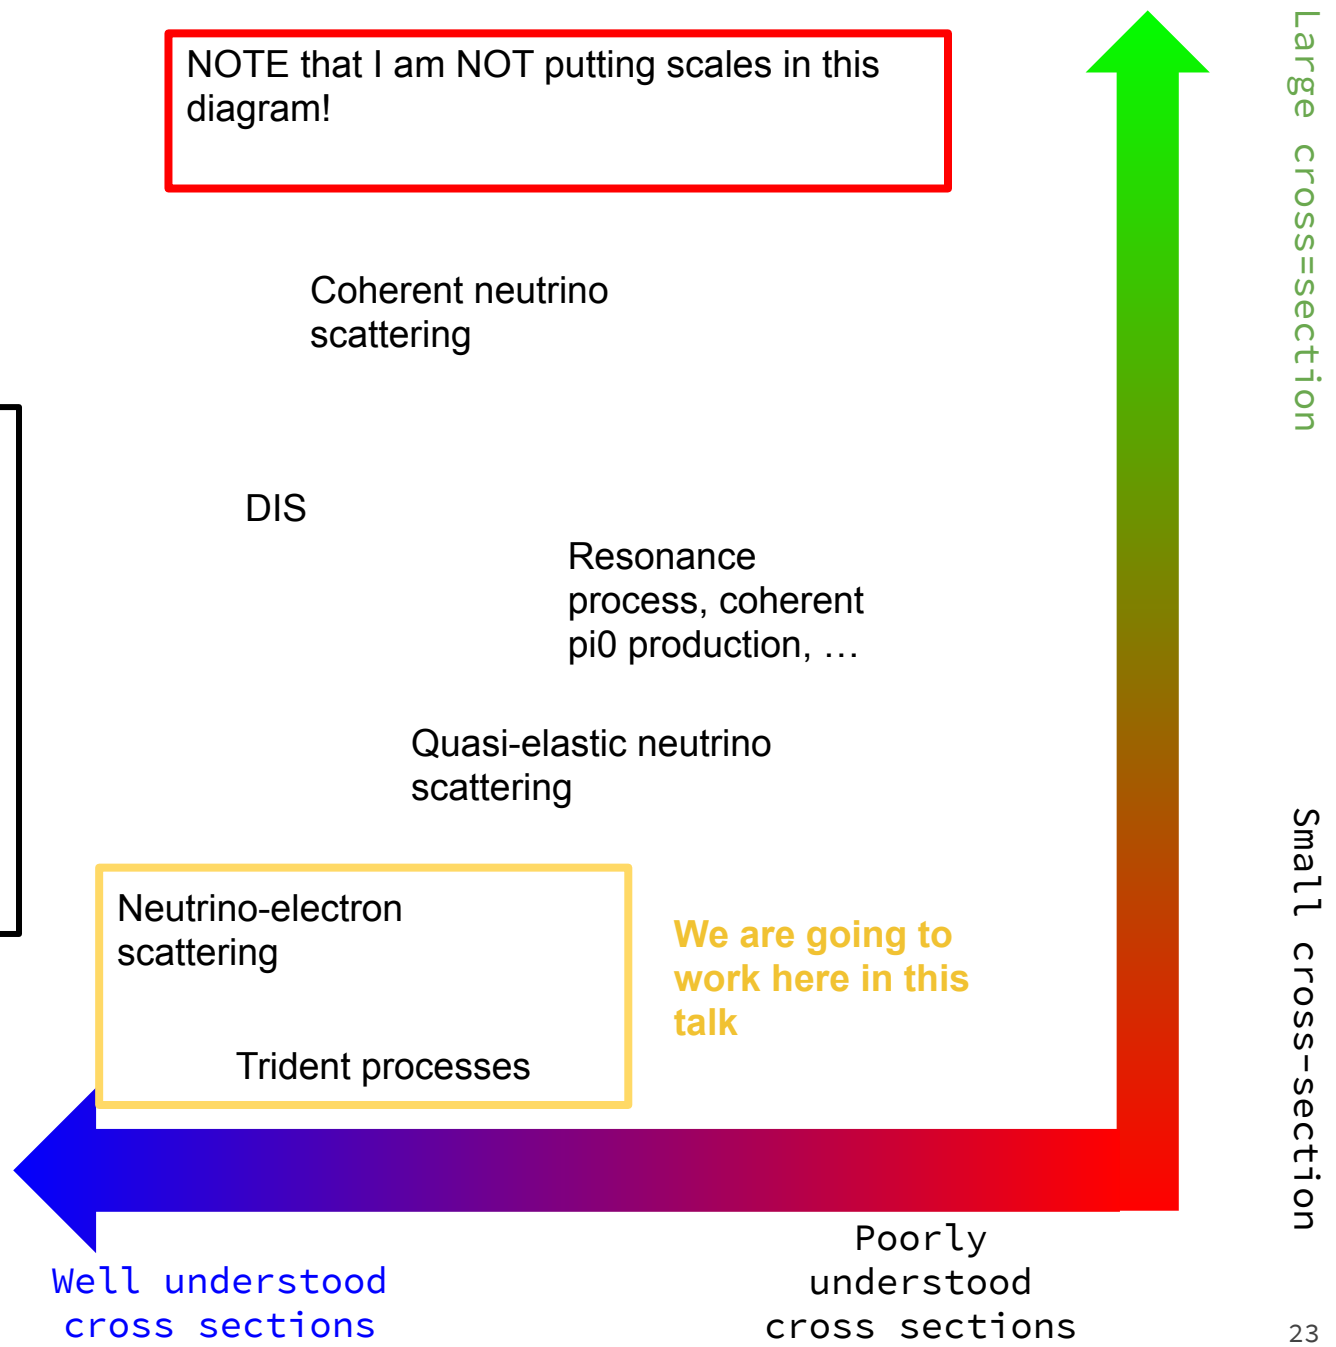 NOTE that I am NOT putting scales in this
diagram!
Large cross=section
Coherent neutrino
scattering
DIS
Resonance
process, coherent
pi0 production, …
Quasi-elastic neutrino
scattering
Small cross-section
Neutrino-electron
scattering
We are going to
work here in this
talk
Trident processes
Well understood
cross sections
Poorly
understood
cross sections
23